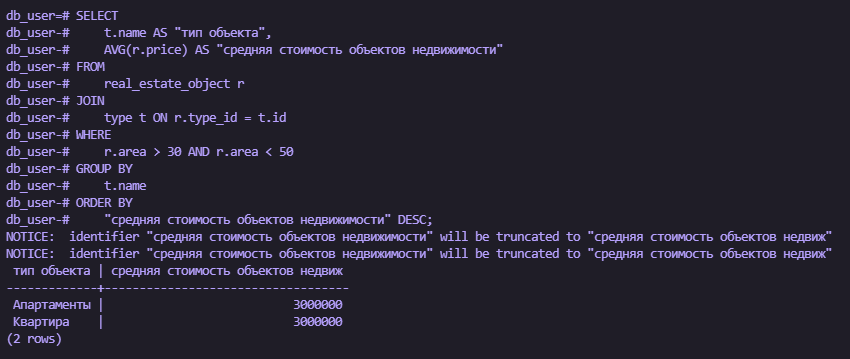 db_user=# SELECT
db_user-#     t.name AS "тип объекта",
db_user-#     AVG(r.price) AS "средняя стоимость объектов недвижимости"
db_user-# FROM
db_user-#     real_estate_object r
db_user-# JOIN
db_user-#     type t ON r.type_id = t.id
db_user-# WHERE
db_user-#     r.area > 30 AND r.area < 50
db_user-# GROUP BY
db_user-#     t.name
db_user-# ORDER BY
db_user-#     "средняя стоимость объектов недвижимости" DESC;
NOTICE:  identifier "средняя стоимость объектов недвижимости" will be truncated to "средняя стоимость объектов недвиж"
NOTICE:  identifier "средняя стоимость объектов недвижимости" will be truncated to "средняя стоимость объектов недвиж"
 тип объекта | средняя стоимость объектов недвиж
-------------+-----------------------------------
 Апартаменты |                           3000000
 Квартира    |                           3000000
(2 rows)